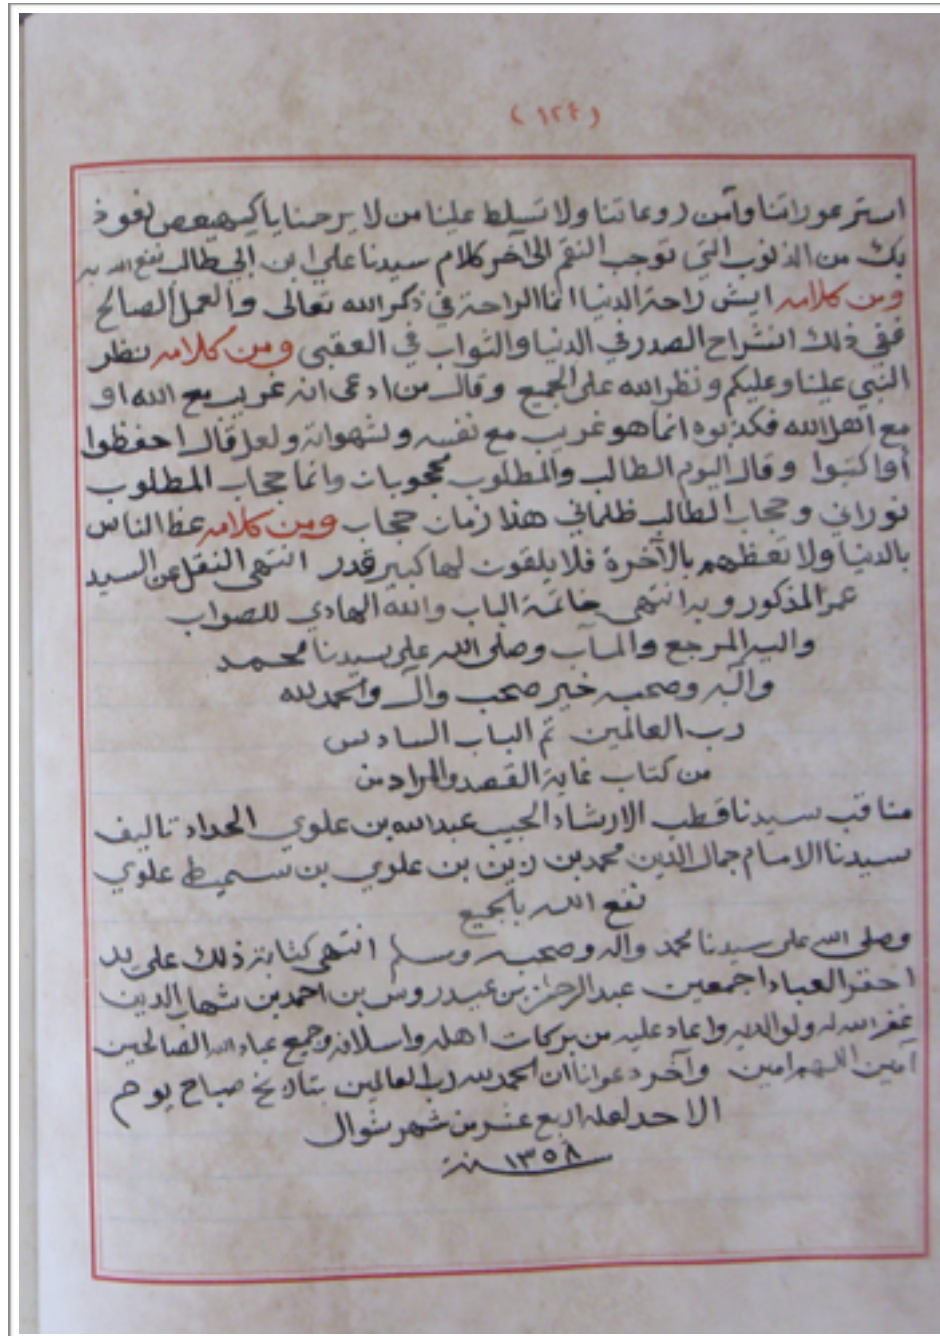 (١٢٤)
استر عوراتنا وآمن روعاتنا ولا تسلط علينا من لا يرحمنا يا كهيعص نعوذ
بك من الذنوب التي توجب النقم الى آخر كلام سيدنا علي ابن ابي طالب نفع الله به
ومن كلامه ايش راحة الدنيا انما الراحة في ذكر الله تعالى والعمل الصالح
ففي ذلك انشراح الصدر في الدنيا والثواب في العقبى ومن كلامه نظر
النبي علينا وعليكم ونظر الله على الجميع وقال من ادعى انه غريب مع الله او
مع اهل الله فكذبوه انما هو غريب مع نفسه وشهواته ولعل قال احفظوا
أو اكتبوا وقال اليوم الطالب والمطلوب محجوبات وانما حجاب المطلوب
نوراني وحجاب الطالب ظلماني هذا زمان حجاب ومن كلامه عظ الناس
بالدنيا ولا تعظهم بالآخرة فلا يلقون لها كبير قدر انتهى النقل عن السيد
عمر المذكور وبه انتهى خاتمة الباب والله الهادي للصواب
واليه المرجع والمآب وصلى الله على سيدنا محمد
وآله وصحبه خير صحب وآل والحمد لله
رب العالمين تم الباب السادس
من كتاب غاية القصد والمراد من
مناقب سيدنا قطب الارشاد الحبيب عبدالله بن علوي الحداد تاليف
سيدنا الامام جمال الدين محمد بن زين بن علوي بن سميط علوي
نفع الله بالجميع
وصلى الله على سيدنا محمد وآله وصحبه وسلم انتهى كتابة ذلك على يد
احقر العباد اجمعين عبدالرحمن بن عيدروس بن احمد بن شهاب الدين
غفر الله له ولوالديه واعاد عليه من بركات اهله واسلافه وجميع عباد الله الصالحين
آمين اللهم امين وآخر دعوانا ان الحمد لله رب العالمين بتاريخ صباح يوم
الاحد لعله اربع عشر من شهر شوال
سنة ١٣٥٨